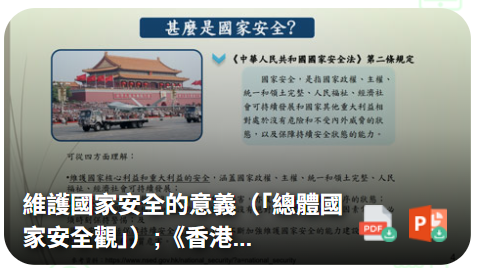 甚麼是國家安全？
《中華人民共和國國家安全法》第二條規定
國家安全，是指國家政權、主權、
統一和領土完整、人民福祉、經濟社
會可持續發展和國家其他重大利益相
對處於沒有危險和不受內外威脅的狀
態，以及保障持續安全狀態的能力。
可從四方面理解：
•維護國家核心利益和重大利益的安全，涵蓋國家政權、主權、統一和領土完整、人民
福祉、經濟社會可持續發展；
維護國家安全的意義（「總體國
家安全觀」）；《香港...
PDF
P